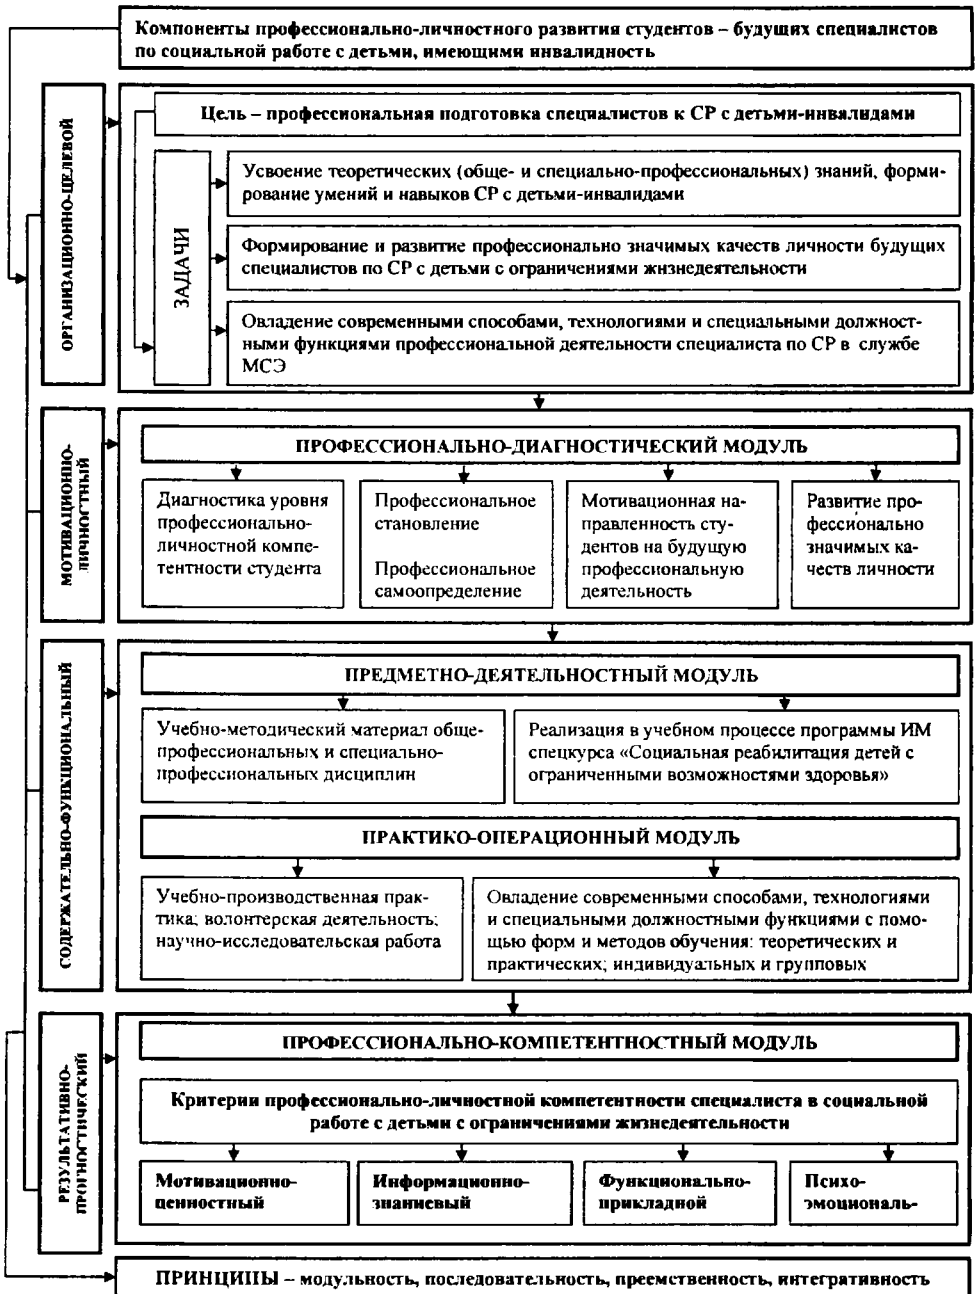 Компоненты профессионально-личностного развития студентов – будущих специалистов
по социальной работе с детьми, имеющими инвалидность
ОРГАНИЗАЦИОННО-ЦЕЛЕВОЙ
Цель – профессиональная подготовка специалистов к СР с детьми-инвалидами
ЗАДАЧИ
Усвоение теоретических (обще- и специально-профессиональных) знаний, форми-
рование умений и навыков СР с детьми-инвалидами
Формирование и развитие профессионально значимых качеств личности будущих
специалистов по СР с детьми с ограничениями жизнедеятельности
Овладение современными способами, технологиями и специальными должност-
ными функциями профессиональной деятельности специалиста по СР в службе
МСЭ
МОТИВАЦИОННО-
ЛИЧНОСТНЫЙ
ПРОФЕССИОНАЛЬНО-ДИАГНОСТИЧЕСКИЙ МОДУЛЬ
Диагностика уровня
профессионально-
личностной компе-
тентности студента
Профессиональное
становление
Профессиональное
самоопределение
Мотивационная на-
правленность сту-
дентов на будущую
профессиональную
деятельность
Развитие про-
фессионально
значимых ка-
честв личности
СОДЕРЖАТЕЛЬНО-ФУНКЦИОНАЛЬНЫЙ
ПРЕДМЕТНО-ДЕЯТЕЛЬНОСТНЫЙ МОДУЛЬ
Учебно-методический материал обще-
профессиональных и специально-
профессиональных дисциплин
Реализация в учебном процессе программы ИМ
спецкурса «Социальная реабилитация детей с
ограниченными возможностями здоровья»
ПРАКТИКО-ОПЕРАЦИОННЫЙ МОДУЛЬ
Учебно-производственная прак-
тика; волонтерская деятельность;
научно-исследовательская работа
Овладение современными способами, технологиями
и специальными должностными функциями с помо-
щью форм и методов обучения: теоретических и
практических; индивидуальных и групповых
РЕЗУЛЬТАТИВНО-
ПРОГНОСТИЧЕСКИЙ
ПРОФЕССИОНАЛЬНО-КОМПЕТЕНТНОСТНЫЙ МОДУЛЬ
Критерии профессионально-личностной компетентности специалиста в социальной
работе с детьми с ограничениями жизнедеятельности
Мотивационно-
ценностный
Информационно-
знаниевый
Функционально-
прикладной
Психо-
эмоциональ-
ПРИНЦИПЫ – модульность, последовательность, преемственность, интегративность